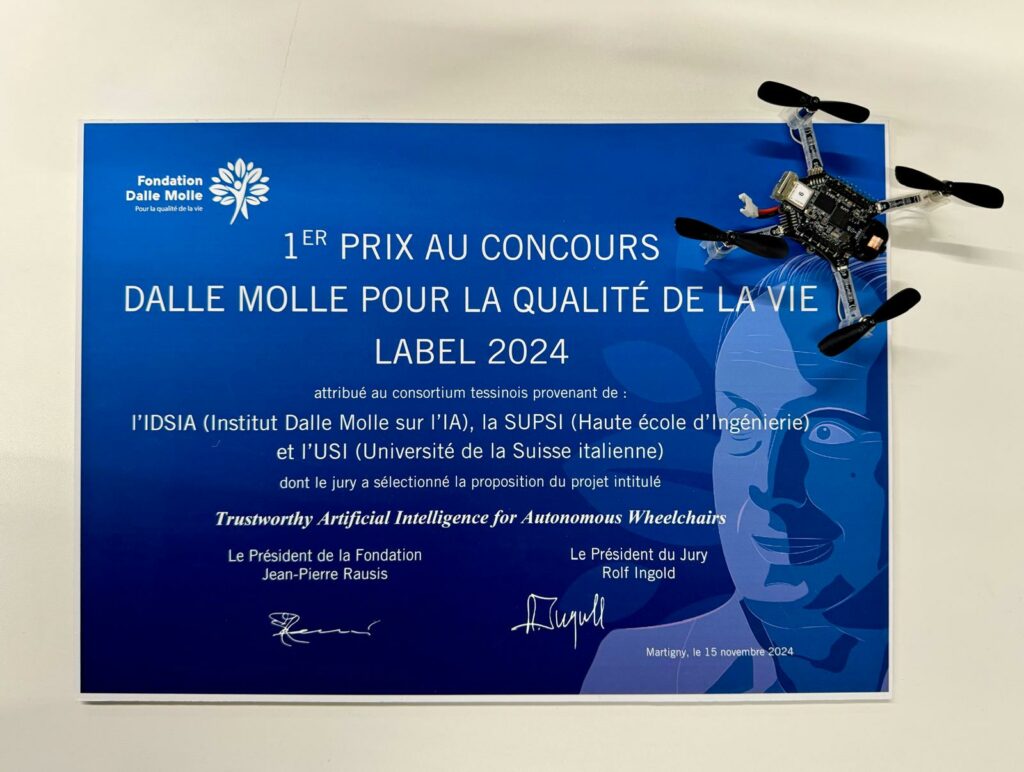 Fondation
Dalle Molle
Pour la qualité de la vie
1ER PRIX AU CONCOURS
DALLE MOLLE POUR LA QUALITÉ DE LA VIE
LABEL 2024
attribué au consortium tessinois provenant de :
l'IDSIA (Institut Dalle Molle sur l'IA), la SUPSI (Haute école d'Ingénierie)
et l'USI (Université de la Suisse italienne)
dont le jury a sélectionné la proposition du projet intitulé
Trustworthy Artificial Intelligence for Autonomous Wheelchairs
Le Président de la Fondation
Jean-Pierre Rausis
Le Président du Jury
Rolf Ingold
Martigny, le 15 novembre 2024